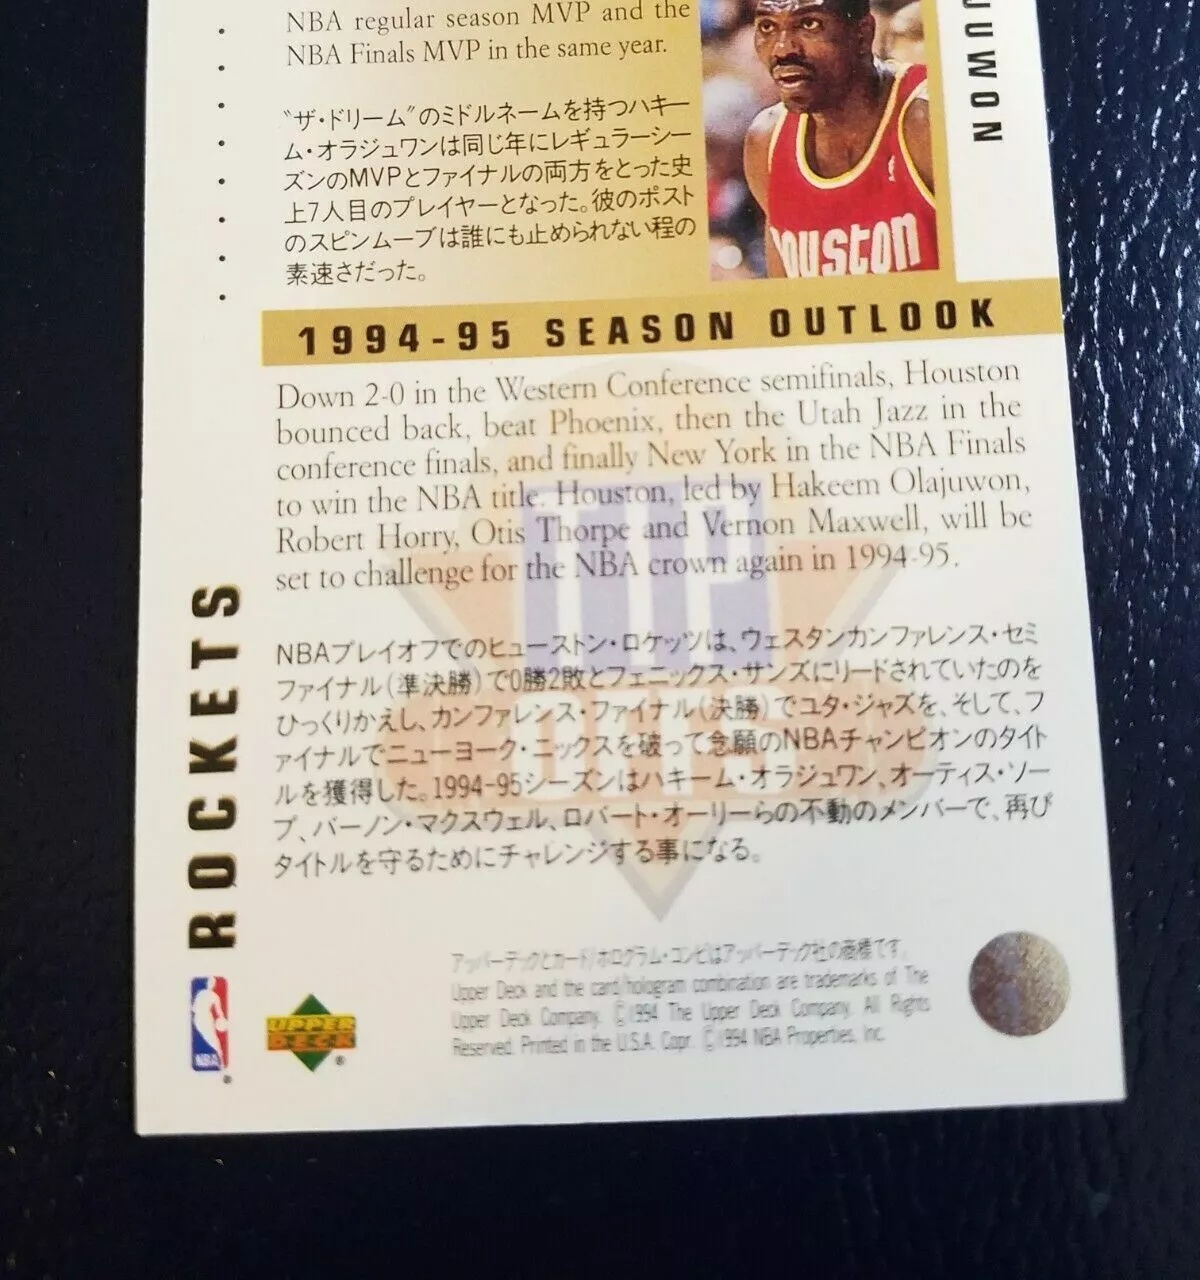 NBA regular season MVP and the
NBA Finals MVP in the same year.
"ザ・ドリーム"のミドルネームを持つハキー
ム・オラジュワンは同じ年にレギュラーシー
ズンのMVPとファイナルの両方をとった史
上7人目のプレイヤーとなった。彼のポスト
のスピンムーブは誰にも止められない程の
素速さだった。
JUWON
Houston
1994-95 SEASON OUTLOOK
Down 2-0 in the Western Conference semifinals, Houston
bounced back, beat Phoenix, then the Utah Jazz in the
conference finals, and finally New York in the NBA Finals
to win the NBA title. Houston, led by Hakeem Olajuwon,
Robert Horry, Otis Thorpe and Vernon Maxwell, will be
set to challenge for the NBA crown again in 1994-95.
NBAプレイオフでのヒューストン・ロケッツは、ウェスタンカンファレンス・セミ
ファイナル(準決勝)で0勝2敗とフェニックス・サンズにリードされていたのを
ひっくりかえし、カンファレンス・ファイナル(決勝)でユタ・ジャズを、そして、フ
ァイナルでニューヨーク・ニックスを破って念願のNBAチャンピオンのタイト
ルを獲得した。1994-95シーズンはハキーム・オラジュワン、オーティス・ソー
プ、バーノン・マクスウェル、ロバート・オーリーらの不動のメンバーで、再び
タイトルを守るためにチャレンジする事になる。
ROCKETS
NBA
®
UPPER
DECK
®
アッパーデックとカード/ホログラム・コンビはアッパーデック社の商標です。
Upper Deck and the card/hologram combination are trademarks of The
Upper Deck Company. ©1994 The Upper Deck Company. All Rights
Reserved. Printed in the U.S.A. Copr. ©1994 NBA Properties, Inc.